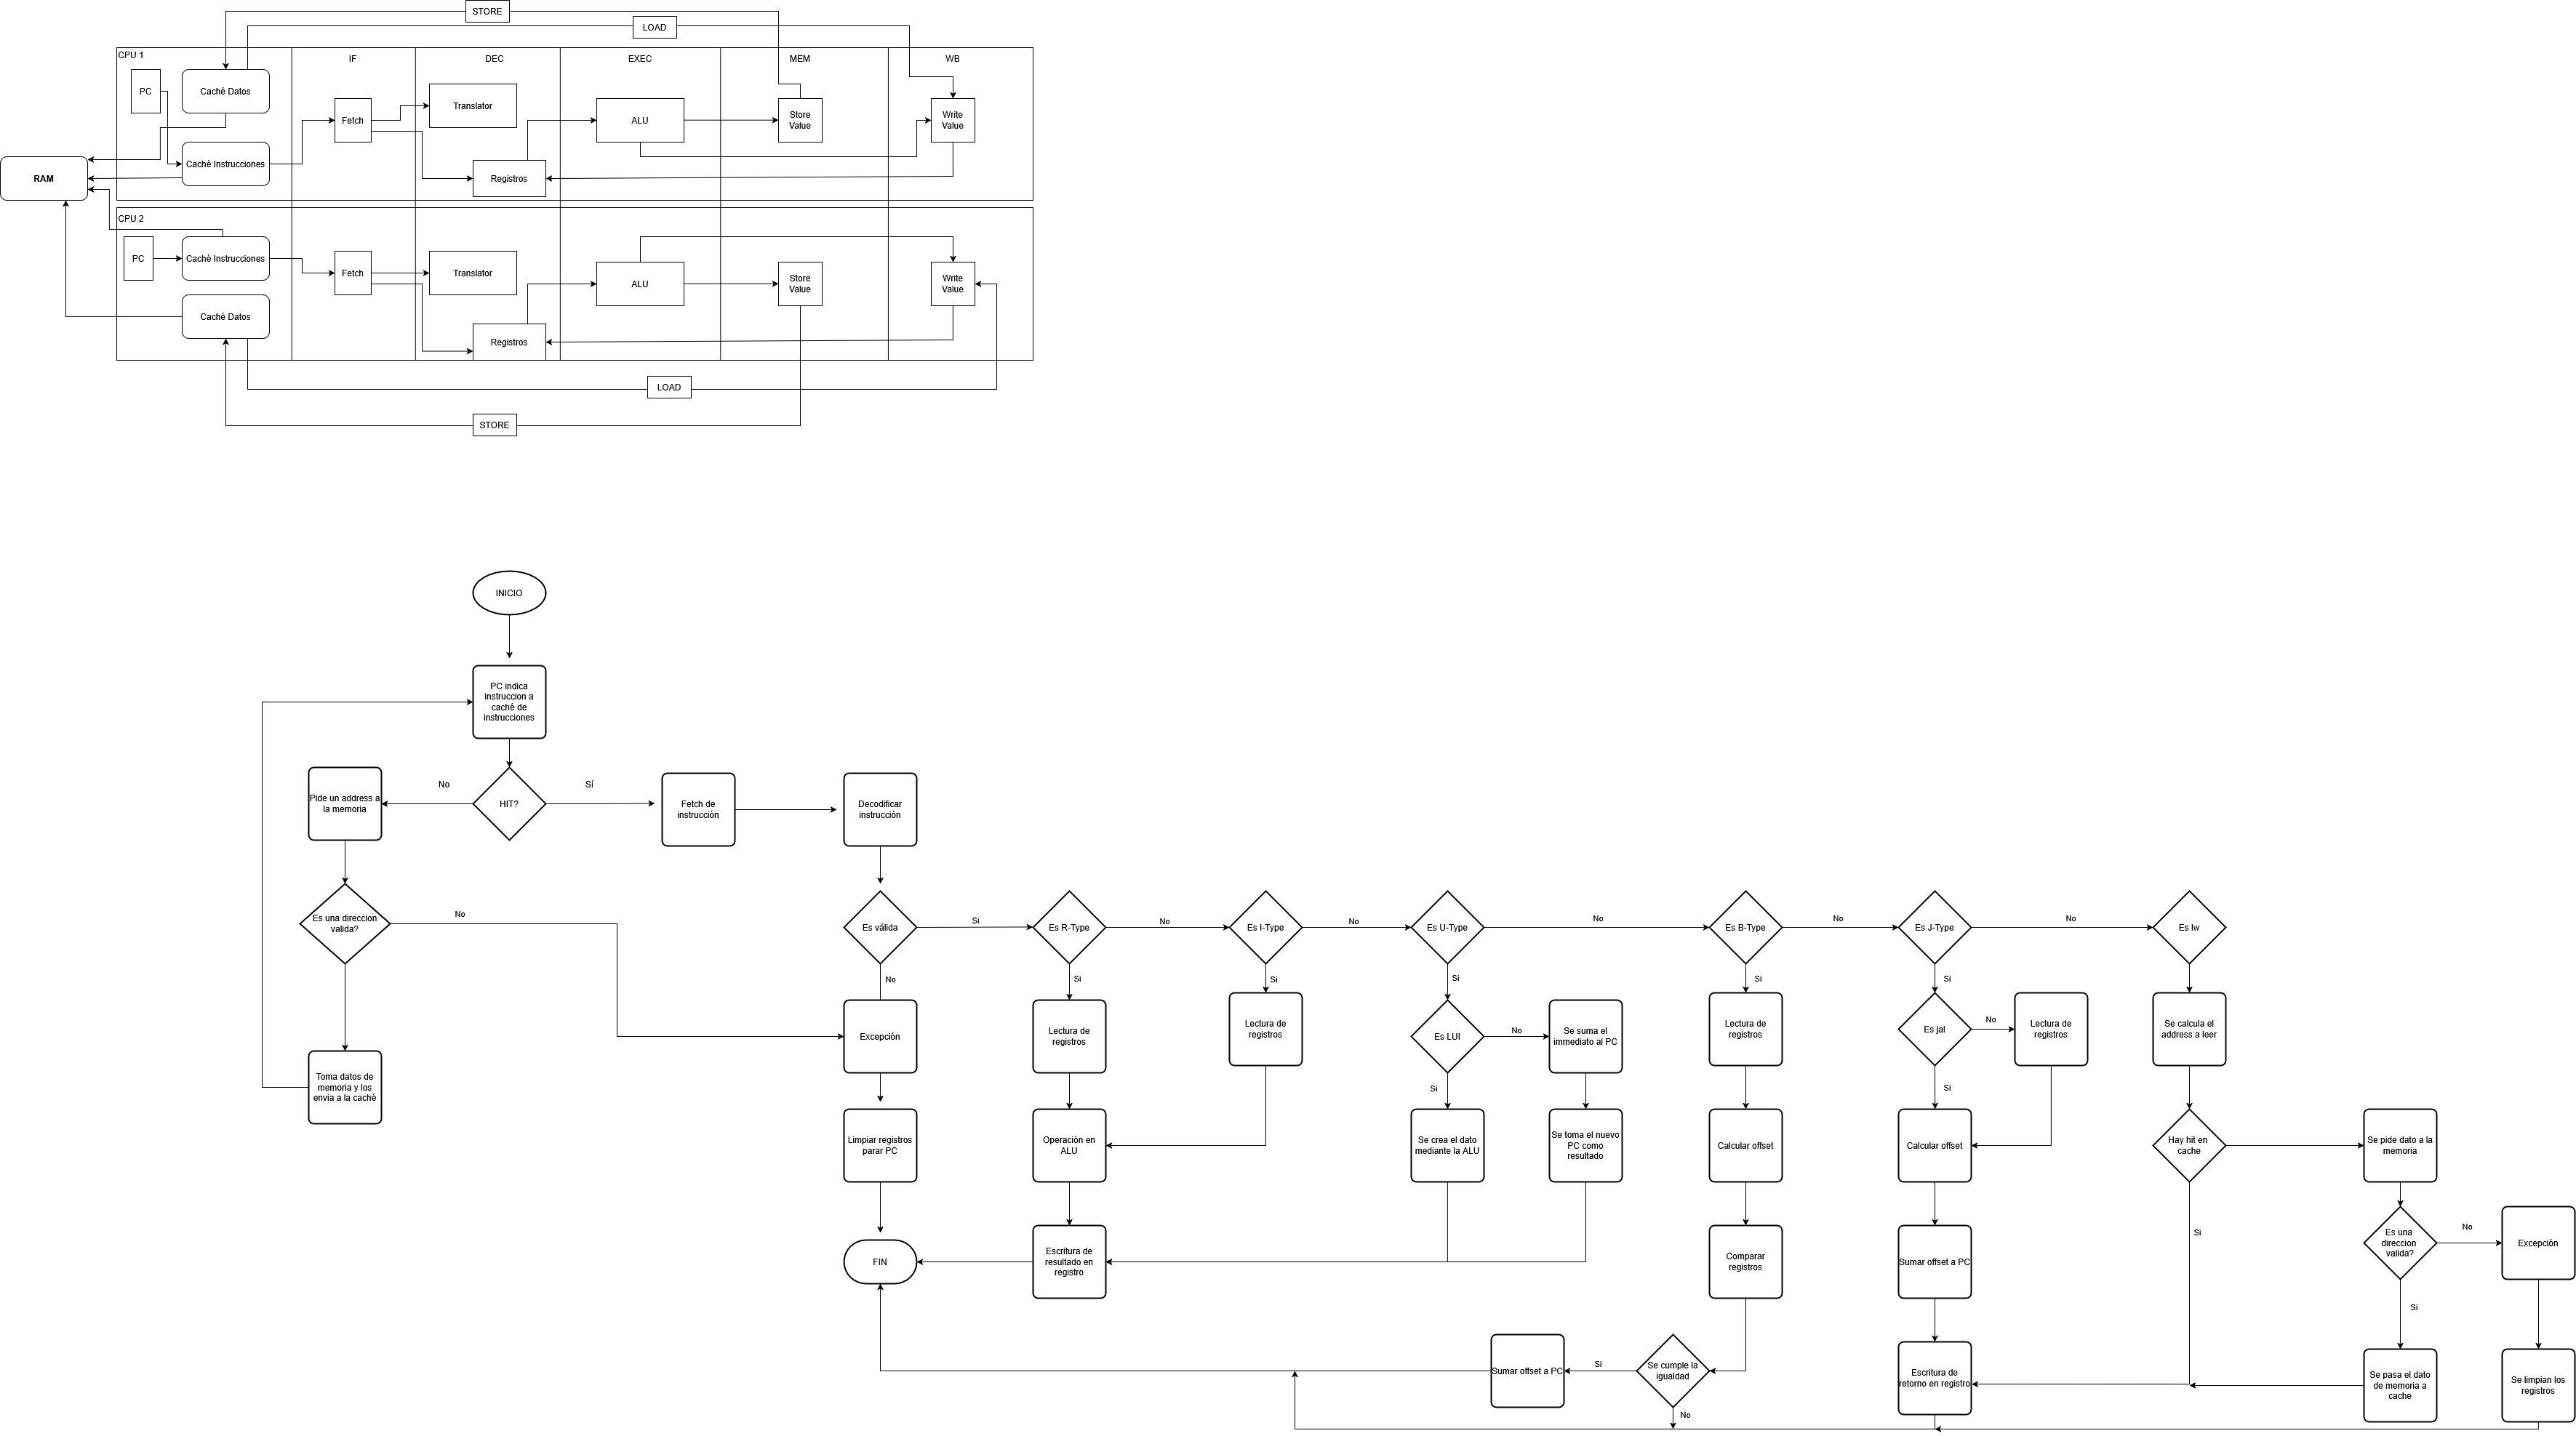 STORE
LOAD
CPU 1
IF
DEC
EXEC
MEM
WB
PC
Caché Datos
Translator
Fetch
ALU
Store
Value
Write
Value
Caché Instrucciones
RAM
Registros
CPU 2
PC
Caché Instrucciones
Fetch
Translator
ALU
Store
Value
Write
Value
Caché Datos
Registros
LOAD
STORE
INICIO
PC indica
instruccion a
caché de
instrucciones
No
Sí
Pide un address a
la memoria
HIT?
Fetch de
instrucción
Decodificar
instrucción
Es una direccion
valida?
No
Es válida
Si
Es R-Type
No
Es I-Type
No
Es U-Type
No
Es B-Type
No
Es J-Type
No
Es lw
No
Si
Si
Si
Si
Si
Excepción
Lectura de
registros
Lectura de
registros
Es LUI
No
Se suma el
immediato al PC
Lectura de
registros
Es jal
No
Lectura de
registros
Se calcula el
address a leer
Toma datos de
memoria y los
envia a la caché
Si
Si
Limpiar registros
parar PC
Operación en
ALU
Se crea el dato
mediante la ALU
Se toma el nuevo
PC como
resultado
Calcular offset
Calcular offset
Hay hit en
cache
Se pide dato a la
memoria
Si
FIN
Escritura de
resultado en
registro
Comparar
registros
Sumar offset a PC
Es una
direccion
valida?
No
Excepción
Si
Sumar offset a PC
Si
Se cumple la
igualdad
No
Escritura de
retorno en registro
Se pasa el dato
de memoria a
cache
Se limpian los
registros